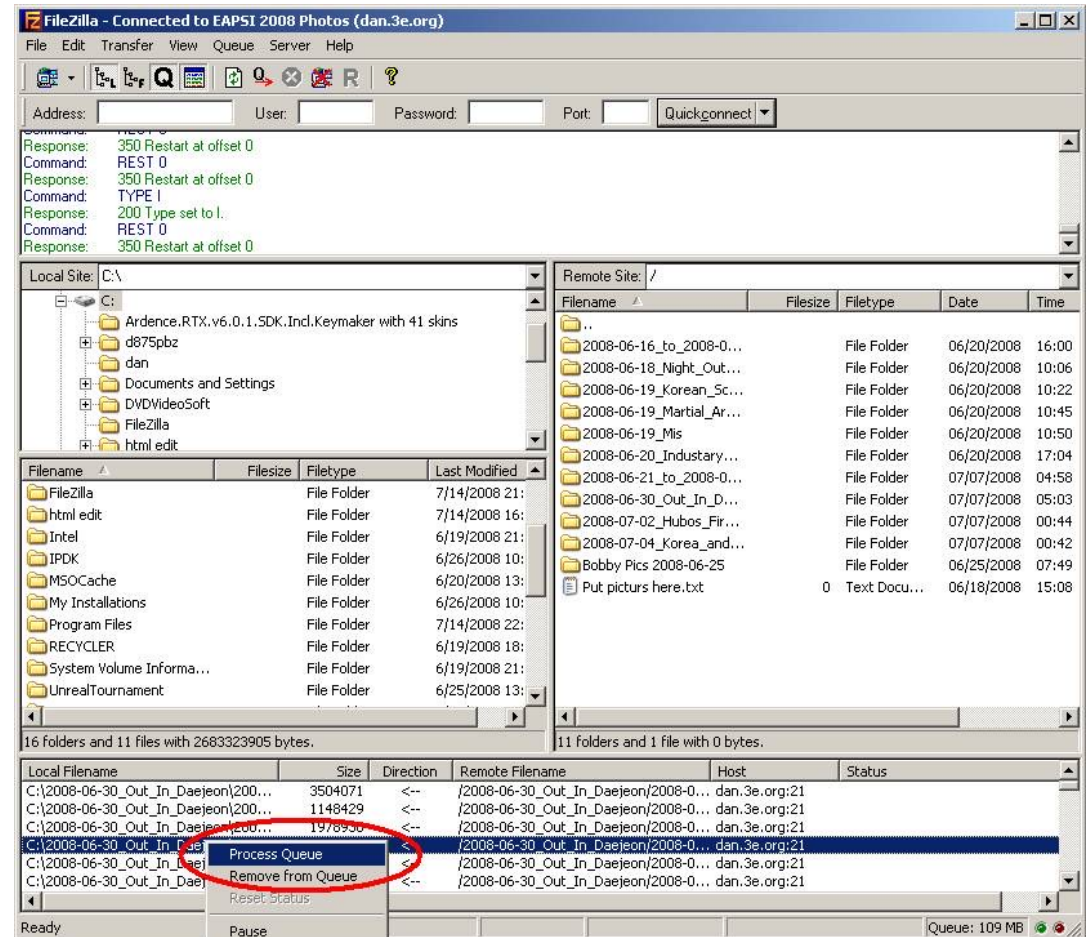 FileZilla - Connected to EAPSI 2008 Photos (dan.3e.org)
File Edit Transfer View Queue Server Help
Address: User: Password: Port: Quickconnect
Response: 350 Restart at offset 0
Command: REST 0
Response: 350 Restart at offset 0
Command: TYPE I
Response: 200 Type set to I.
Command: REST 0
Response: 350 Restart at offset 0
Local Site: C:\
C:
Ardence.RTX.v6.0.1.SDK.Incl.Keymaker with 41 skins
d875pbz
dan
Documents and Settings
DVDVideoSoft
FileZilla
html edit
Filename Filesize Filetype Last Modified
FileZilla File Folder 7/14/2008 21:
html edit File Folder 7/14/2008 16:
Intel File Folder 6/19/2008 21:
IPDK File Folder 6/26/2008 10:
MSOCache File Folder 6/20/2008 13:
My Installations File Folder 6/26/2008 10:
Program Files File Folder 7/14/2008 22:
RECYCLER File Folder 6/19/2008 18:
System Volume Informa... File Folder 6/19/2008 21:
UnrealTournament File Folder 6/25/2008 13:
16 folders and 11 files with 2683323905 bytes.
Remote Site: /
Filename Filesize Filetype Date Time
..
2008-06-16_to_2008-0... File Folder 06/20/2008 16:00
2008-06-18_Night_Out... File Folder 06/20/2008 10:06
2008-06-19_Korean_Sc... File Folder 06/20/2008 10:22
2008-06-19_Martial_Ar... File Folder 06/20/2008 10:45
2008-06-19_Mis File Folder 06/20/2008 10:50
2008-06-20_Industary... File Folder 06/20/2008 17:04
2008-06-21_to_2008-0... File Folder 07/07/2008 04:58
2008-06-30_Out_In_D... File Folder 07/07/2008 05:03
2008-07-02_Hubos_Fir... File Folder 07/07/2008 00:44
2008-07-04_Korea_and... File Folder 07/07/2008 00:42
Bobby Pics 2008-06-25 File Folder 06/25/2008 07:49
Put picturs here.txt 0 Text Docu... 06/18/2008 15:08
11 folders and 1 file with 0 bytes.
Local Filename Size Direction Remote Filename Host Status
C:\2008-06-30_Out_In_Daejeon\200... 3504071 <-- /2008-06-30_Out_In_Daejeon/2008-0... dan.3e.org:21
C:\2008-06-30_Out_In_Daejeon\200... 1148429 <-- /2008-06-30_Out_In_Daejeon/2008-0... dan.3e.org:21
C:\2008-06-30_Out_In_Daejeon\200... 1978930 <-- /2008-06-30_Out_In_Daejeon/2008-0... dan.3e.org:21
C:\2008-06-30_Out_In_Daej <-- /2008-06-30_Out_In_Daejeon/2008-0... dan.3e.org:21
C:\2008-06-30_Out_In_Daej <-- /2008-06-30_Out_In_Daejeon/2008-0... dan.3e.org:21
C:\2008-06-30_Out_In_Daej <-- /2008-06-30_Out_In_Daejeon/2008-0... dan.3e.org:21
Process Queue
Remove from Queue
Reset Status
Pause
Ready Queue: 109 MB